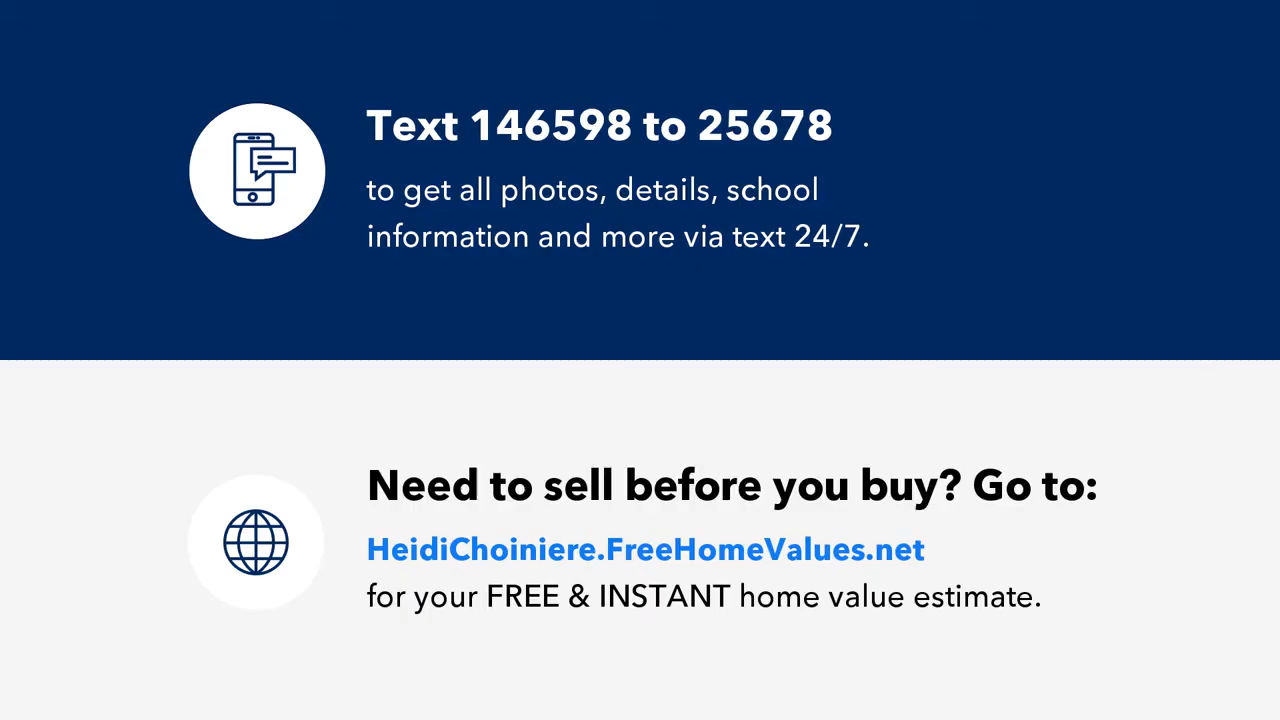 Text 146598 to 25678
to get all photos, details, school
information and more via text 24/7.
Need to sell before you buy? Go to:
HeidiChoiniere.FreeHomeValues.net
for your FREE & INSTANT home value estimate.